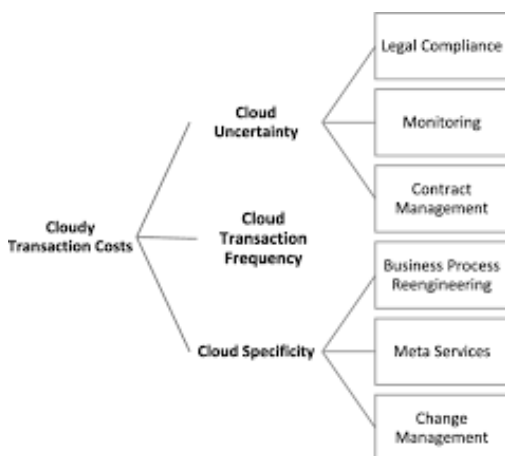 Legal Compliance
Cloud
Uncertainty
Monitoring
Contract
Management
Cloudy
Transaction Costs
Cloud
Transaction
Frequency
Business Process
Reengineering
Cloud Specificity
Meta Services
Change
Management